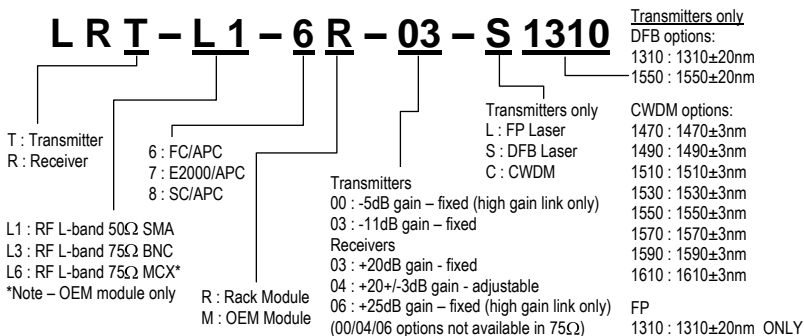 L R T – L 1 – 6 R – 03 – S 1310
T : Transmitter
R : Receiver
L1 : RF L-band 50Ω SMA
L3 : RF L-band 75Ω BNC
L6 : RF L-band 75Ω MCX*
*Note – OEM module only
6 : FC/APC
7 : E2000/APC
8 : SC/APC
R : Rack Module
M : OEM Module
Transmitters
00 : -5dB gain – fixed (high gain link only)
03 : -11dB gain – fixed
Receivers
03 : +20dB gain - fixed
04 : +20+/-3dB gain - adjustable
06 : +25dB gain – fixed (high gain link only)
(00/04/06 options not available in 75Ω)
Transmitters only
L : FP Laser
S : DFB Laser
C : CWDM
Transmitters only
DFB options:
1310 : 1310±20nm
1550 : 1550±20nm
CWDM options:
1470 : 1470±3nm
1490 : 1490±3nm
1510 : 1510±3nm
1530 : 1530±3nm
1550 : 1550±3nm
1570 : 1570±3nm
1590 : 1590±3nm
1610 : 1610±3nm
FP
1310 : 1310±20nm ONLY